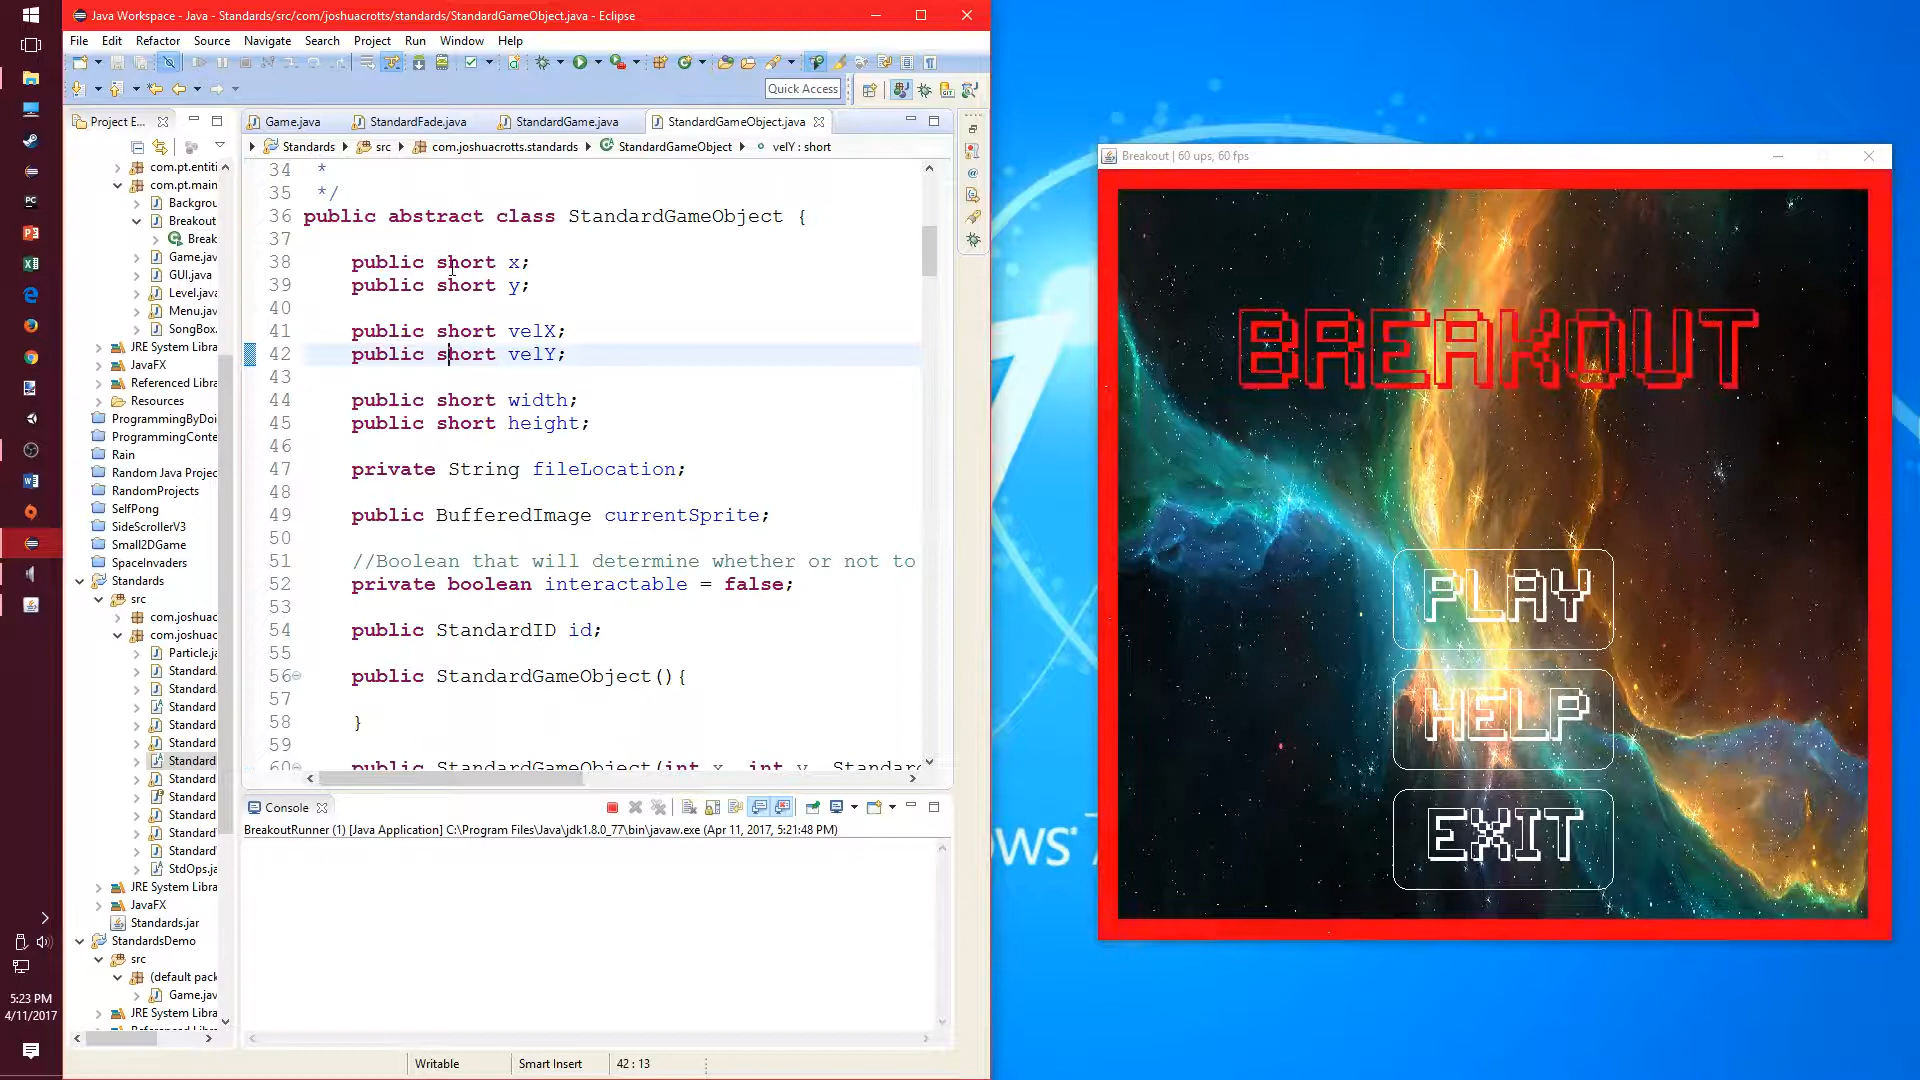 Java Workspace - Java - Standards/src/com/joshuacrotts/standards/StandardGameObject.java - Eclipse
File Edit Refactor Source Navigate Search Project Run Window Help
Quick Access
Project E...
Game.java StandardFade.java StandardGame.java StandardGameObject.java
Standards src com.joshuacrotts.standards StandardGameObject velY : short
com.pt.entiti
com.pt.main
Backgrou
Breakout
Break
Game.jav
GUI.java
Level.java
Menu.jav
SongBox.
JRE System Libra
JavaFX
Referenced Libra
Resources
ProgrammingByDoi
ProgrammingConte
Rain
Random Java Projec
RandomProjects
SelfPong
SideScrollerV3
Small2DGame
SpaceInvaders
Standards
src
com.joshuac
com.joshuac
Particle.ja
Standard.
Standard.
Standard
Standard
Standard
Standard
Standard
Standard
Standard
Standard
Standard'
StdOps.ja
JRE System Libra
JavaFX
Standards.jar
StandardsDemo
src
(default pack
Game.jav
JRE System Libra
34 *
35 */
36 public abstract class StandardGameObject {
37
38 public short x;
39 public short y;
40
41 public short velX;
42 public short velY;
43
44 public short width;
45 public short height;
46
47 private String fileLocation;
48
49 public BufferedImage currentSprite;
50
51 //Boolean that will determine whether or not to
52 private boolean interactable = false;
53
54 public StandardID id;
55
56 public StandardGameObject(){
57
58 }
59
60 public StandardGameObject(int x, int y, Standard
Console
BreakoutRunner (1) [Java Application] C:\Program Files\Java\jdk1.8.0_77\bin\javaw.exe (Apr 11, 2017, 5:21:48 PM)
Writable Smart Insert 42 : 13
5:23 PM
4/11/2017
Breakout | 60 ups, 60 fps
BREAKOUT
PLAY
HELP
EXIT